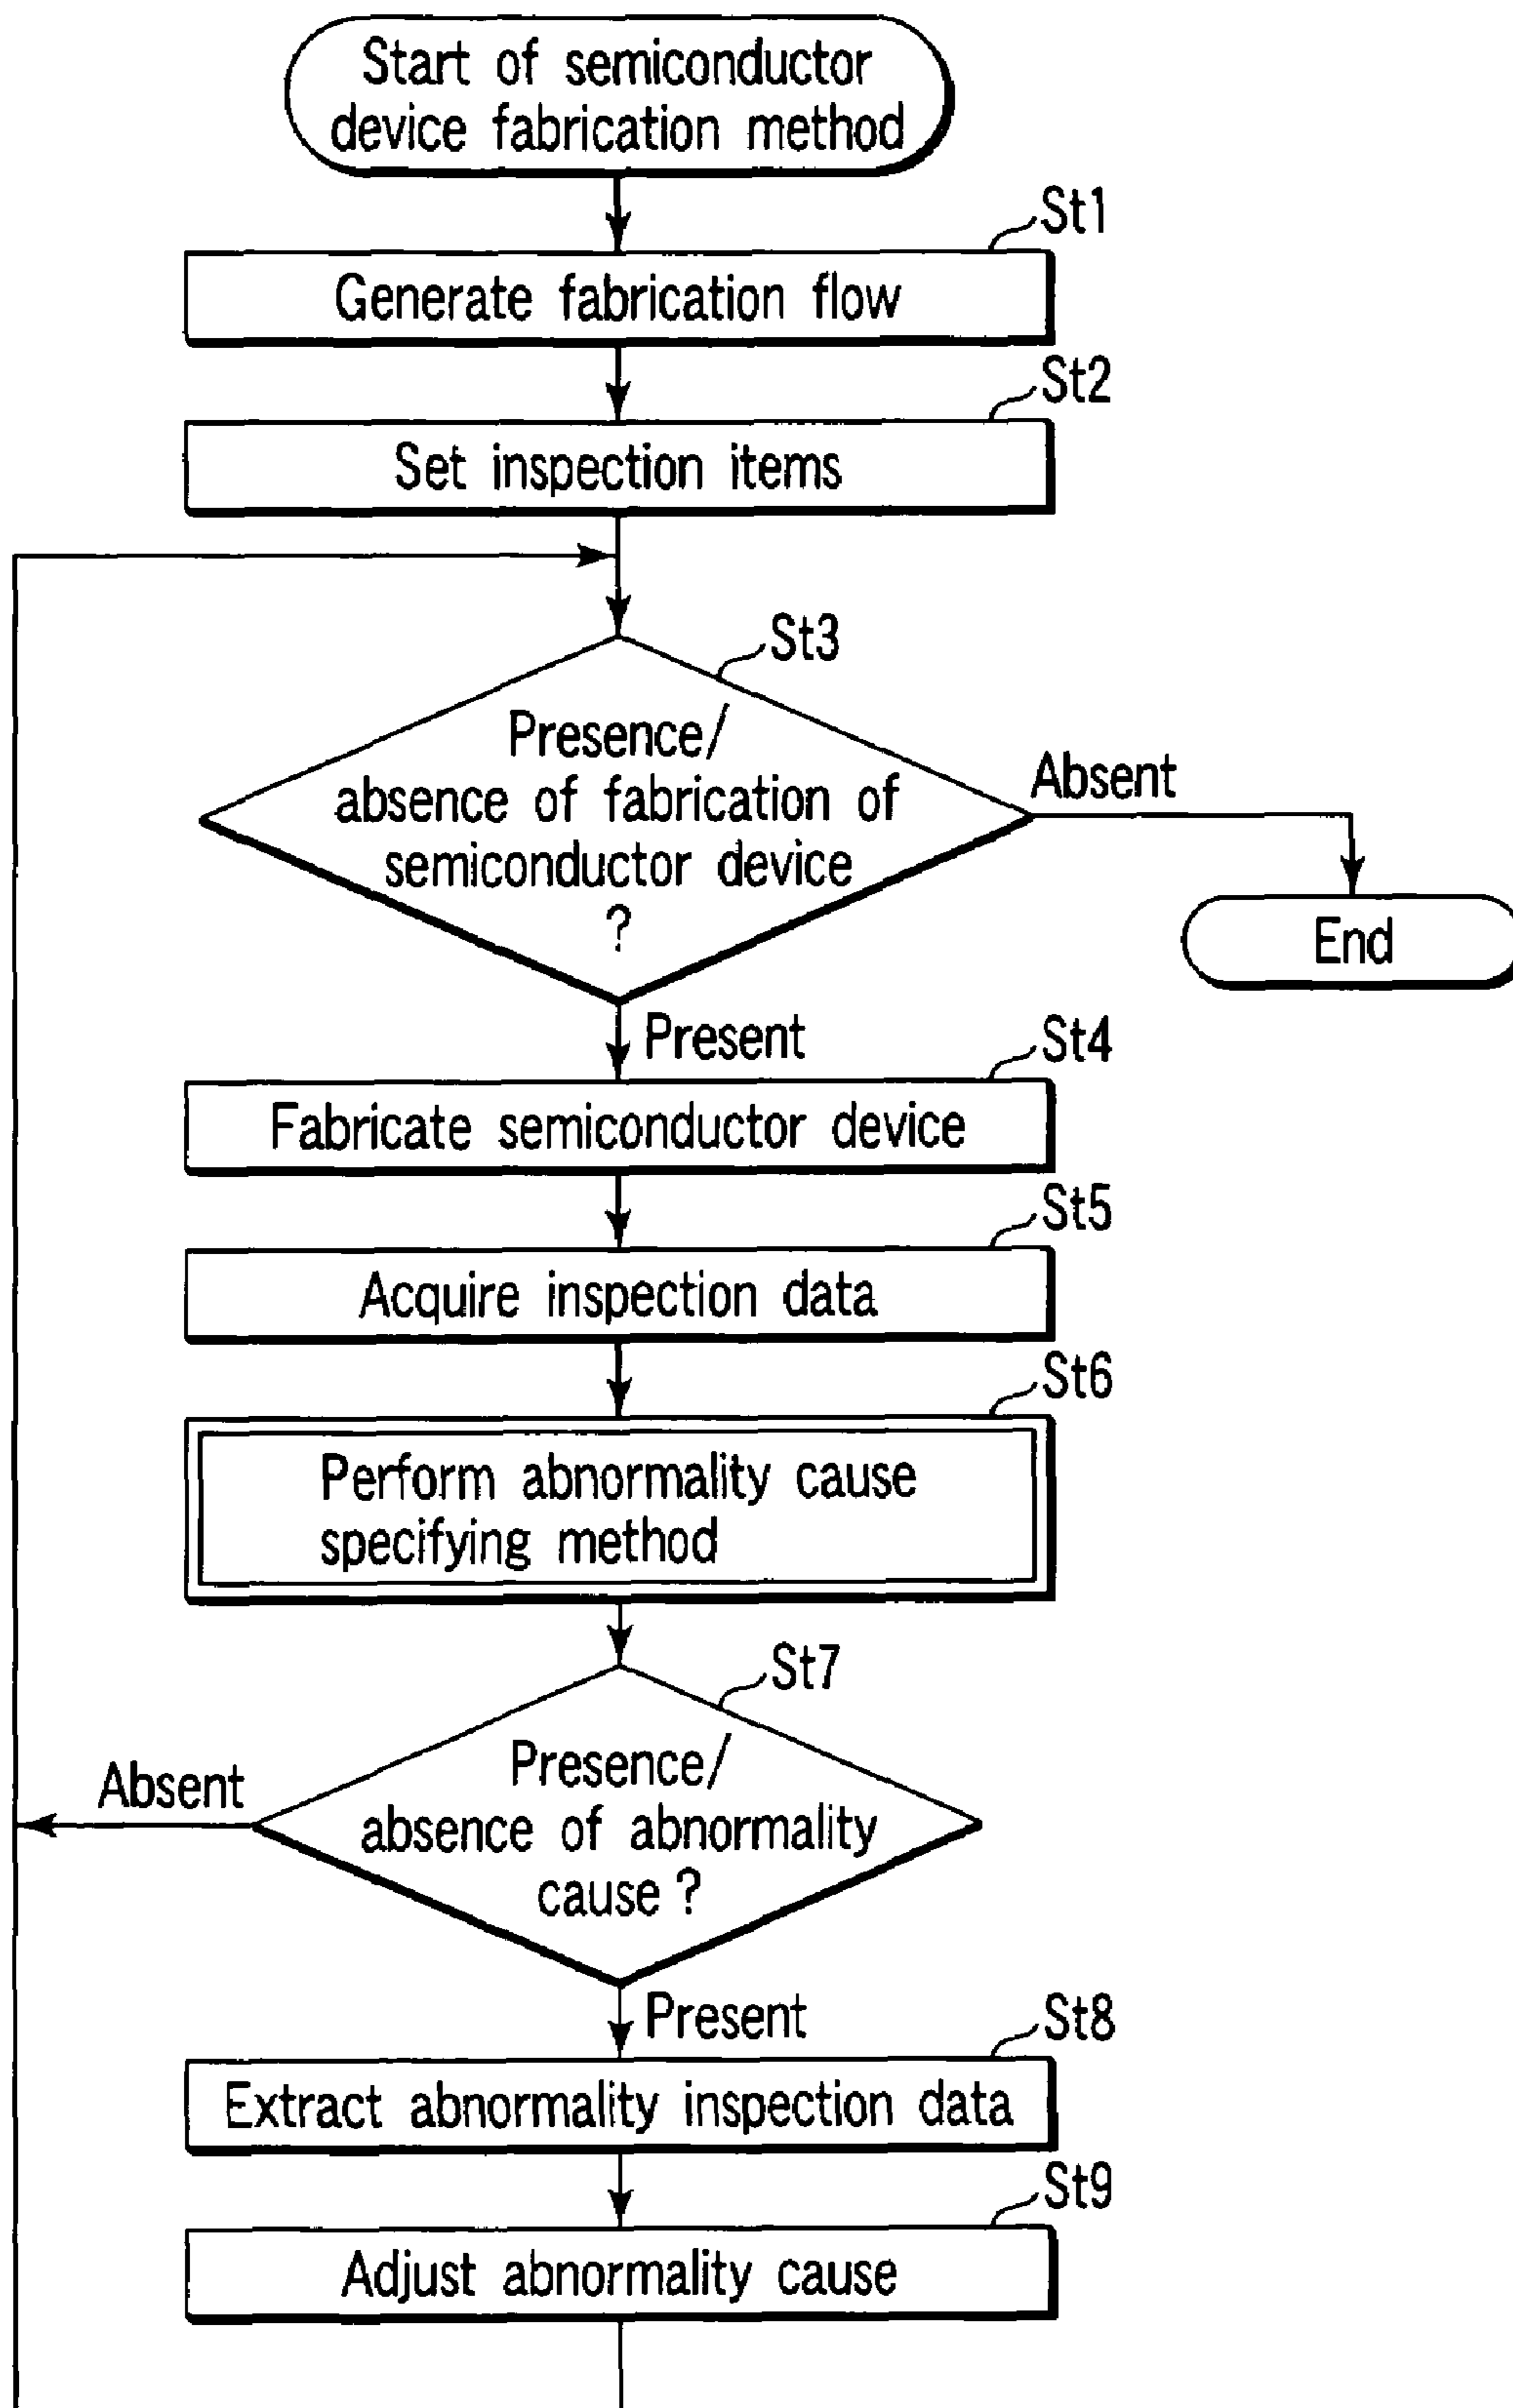 Start of semiconductor
device fabrication method
St1
Generate fabrication flow
St2
Set inspection items
St3
Presence/
absence of fabrication of
semiconductor device
?
Absent
End
Present
St4
Fabricate semiconductor device
St5
Acquire inspection data
St6
Perform abnormality cause
specifying method
St7
Presence/
absence of abnormality
cause ?
Absent
Present
St8
Extract abnormality inspection data
St9
Adjust abnormality cause